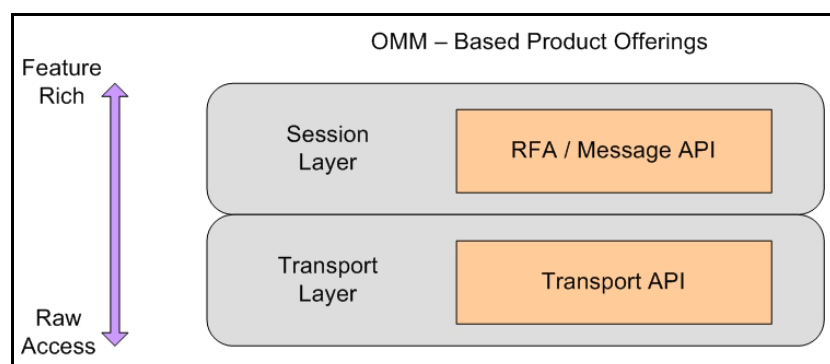 OMM – Based Product Offerings
Feature
Rich
Session
Layer
RFA / Message API
Transport
Layer
Transport API
Raw
Access